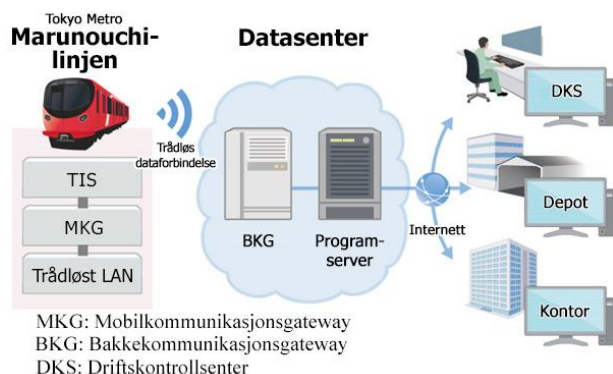 Tokyo Metro
Marunouchi-
linjen
TIS
MKG
Trådløst LAN
Trådløs
dataforbindelse
Datasenter
BKG
Program-
server
Internett
DKS
Depot
Kontor
MKG: Mobilkommunikasjonsgateway
BKG: Bakkekommunikasjonsgateway
DKS: Driftskontrollsenter